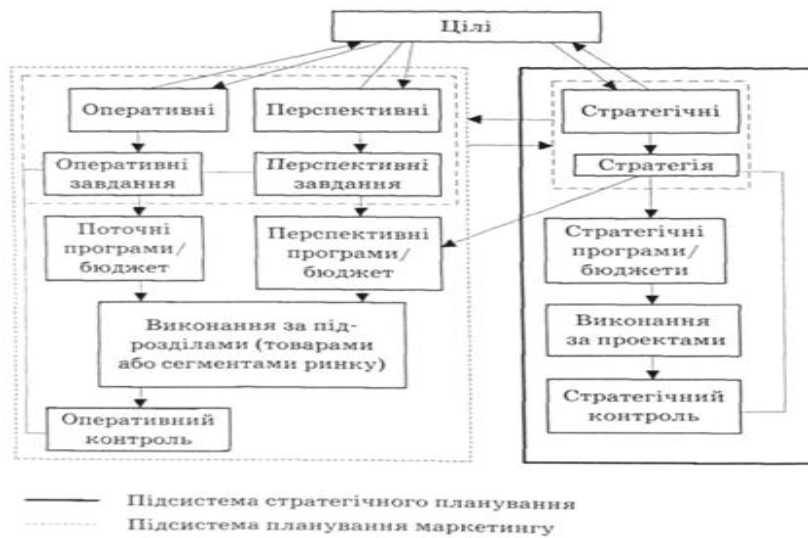 Цілі
Оперативні
Перспективні
Стратегічні
Оперативні
завдання
Перспективні
завдання
Стратегія
Поточні
програми/
бюджет
Перспективні
програми/
бюджет
Стратегічні
програми/
бюджети
Виконання за під-
розділами (товарами
або сегментами ринку)
Виконання
за проектами
Оперативний
контроль
Стратегічний
контроль
Підсистема стратегічного планування
Підсистема планування маркетингу